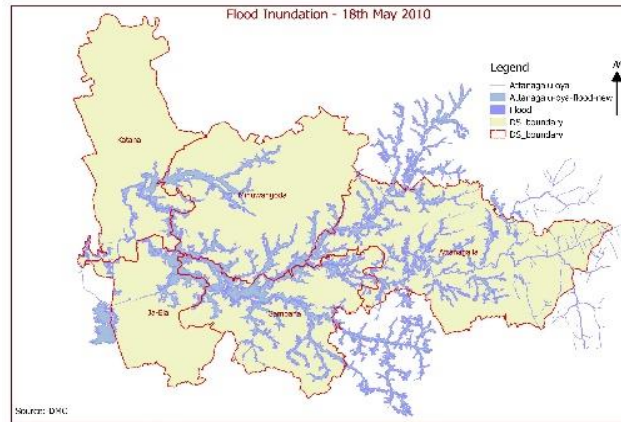 Flood Inundation - 18th May 2010
Legend
Attanagalu oya
Attanagalu-oya-flood-new
Flood
DS_boundary
DS_boundary
Katana
Minuwangoda
Attanagalla
Ja-Ela
Gampaha
Source: DMC